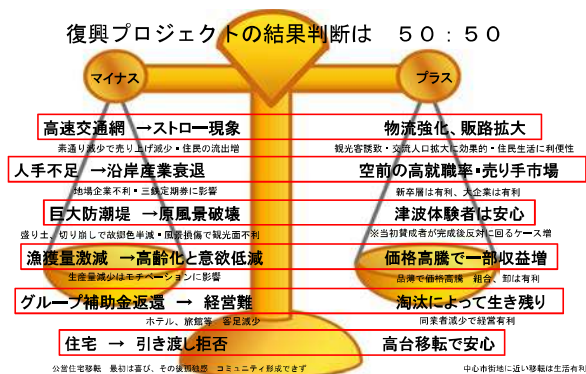 復興プロジェクトの結果判断は　５０：５０
マイナス　プラス
高速交通網　→ストロー現象　物流強化、販路拡大
素通り減少で売り上げ減少・住民の流出増　観光客誘致・交流人口拡大に効果的・住民生活に利便性
人手不足　→沿岸産業衰退　空前の高就職率・売り手市場
地場企業不利・三鉄定期券に影響　新卒層は有利、大企業は有利
巨大防潮堤　→原風景破壊　津波体験者は安心
盛り土、切り崩しで故郷色半減・風景損傷で観光面不利　※当初賛成者が完成後反対に回るケース増
漁獲量激減　→高齢化と意欲低減　価格高騰で一部収益増
生産量減少はモチベーションに影響　品薄で価格高騰　組合、卸は有利
グループ補助金返還　→　経営難　淘汰によって生き残り
ホテル、旅館等　客足減少　同業者減少で経営有利
住宅　→　引き渡し拒否　高台移転で安心
公営住宅移転　最初は喜び、その後孤独感　コミュニティ形成できず　中心市街地に近い移転は生活有利